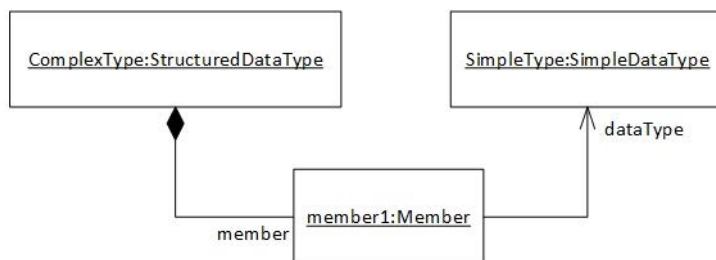 ComplexType:StructuredDataType
SimpleType:SimpleDataType
dataType
member1:Member
member